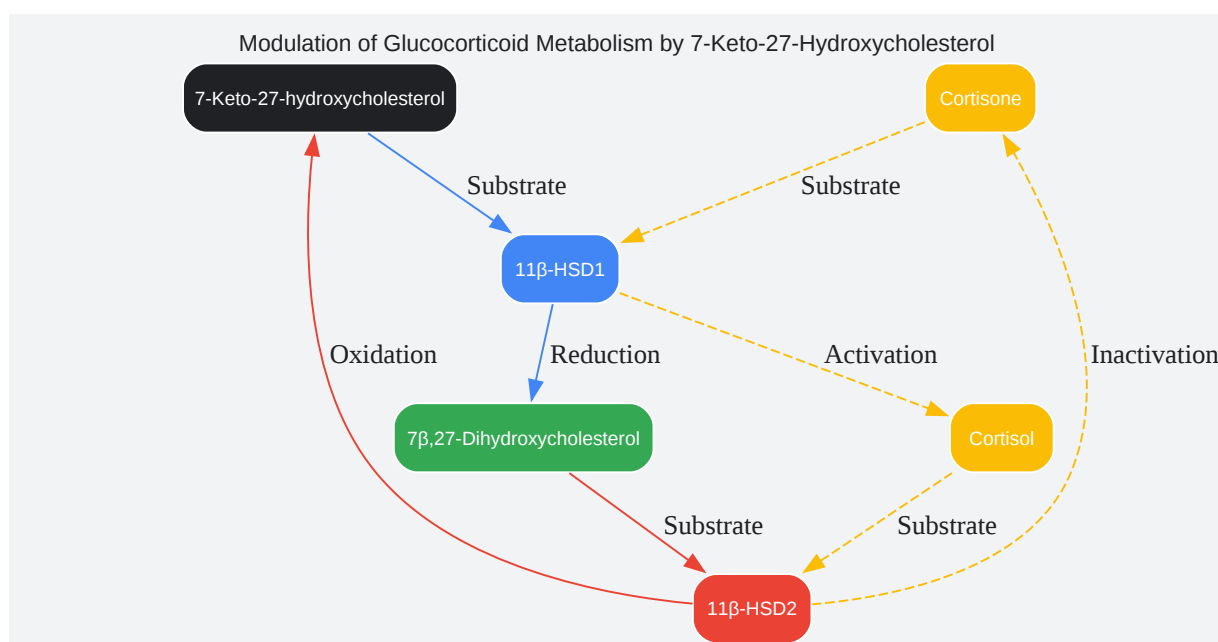 Modulation of Glucocorticoid Metabolism by 7-Keto-27-Hydroxycholesterol
7-Keto-27-hydroxycholesterol
Cortisone
Substrate
Substrate
11β-HSD1
Oxidation
Reduction
Activation
Inactivation
7β,27-Dihydroxycholesterol
Cortisol
Substrate
Substrate
11β-HSD2